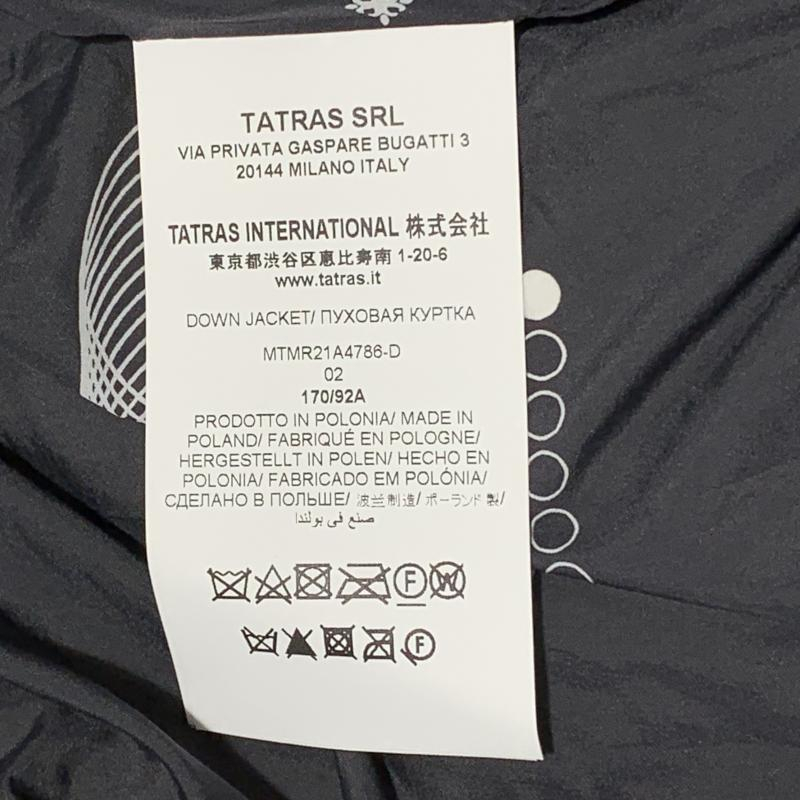 TATRAS SRL
VIA PRIVATA GASPARE BUGATTI 3
20144 MILANO ITALY
TATRAS INTERNATIONAL 株式会社
東京都渋谷区恵比寿南 1-20-6
www.tatras.it
DOWN JACKET/ ПУХОВАЯ КУРТКА
MTMR21A4786-D
02
170/92A
PRODOTTO IN POLONIA/ MADE IN
POLAND/ FABRIQUÉ EN POLOGNE/
HERGESTELLT IN POLEN/ HECHO EN
POLONIA/ FABRICADO EM POLÓNIA/
СДЕЛАНО В ПОЛЬШЕ/ 波兰制造/ ポーランド製/
صنع في بولندا
F W
F